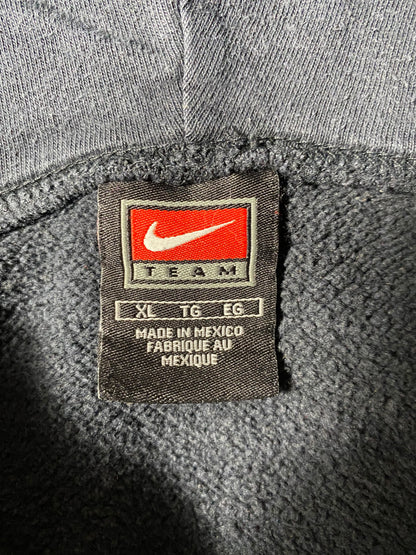 TEAM
XL TG EG
MADE IN MEXICO
FABRIQUE AU
MEXIQUE